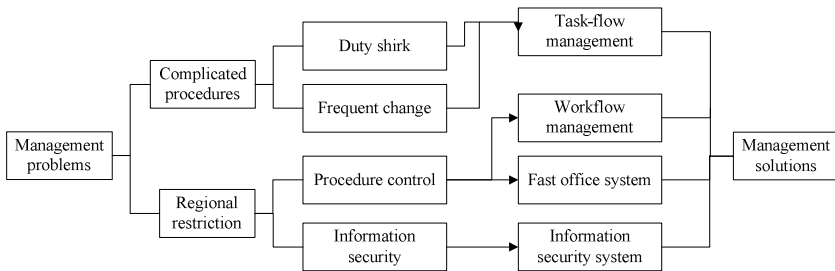 Management
problems
Complicated
procedures
Regional
restriction
Duty shirk
Frequent change
Procedure control
Information
security
Task-flow
management
Workflow
management
Fast office system
Information
security system
Management
solutions